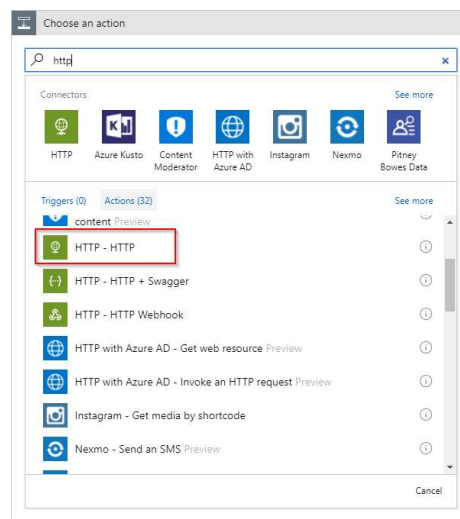 Choose an action
http
Connectors
See more
HTTP
Azure Kusto
Content
Moderator
HTTP with
Azure AD
Instagram
Nexmo
Pitney
Bowes Data
Triggers (0)
Actions (32)
See more
content Preview
HTTP - HTTP
HTTP - HTTP + Swagger
HTTP - HTTP Webhook
HTTP with Azure AD - Get web resource Preview
HTTP with Azure AD - Invoke an HTTP request Preview
Instagram - Get media by shortcode
Nexmo - Send an SMS Preview
Cancel